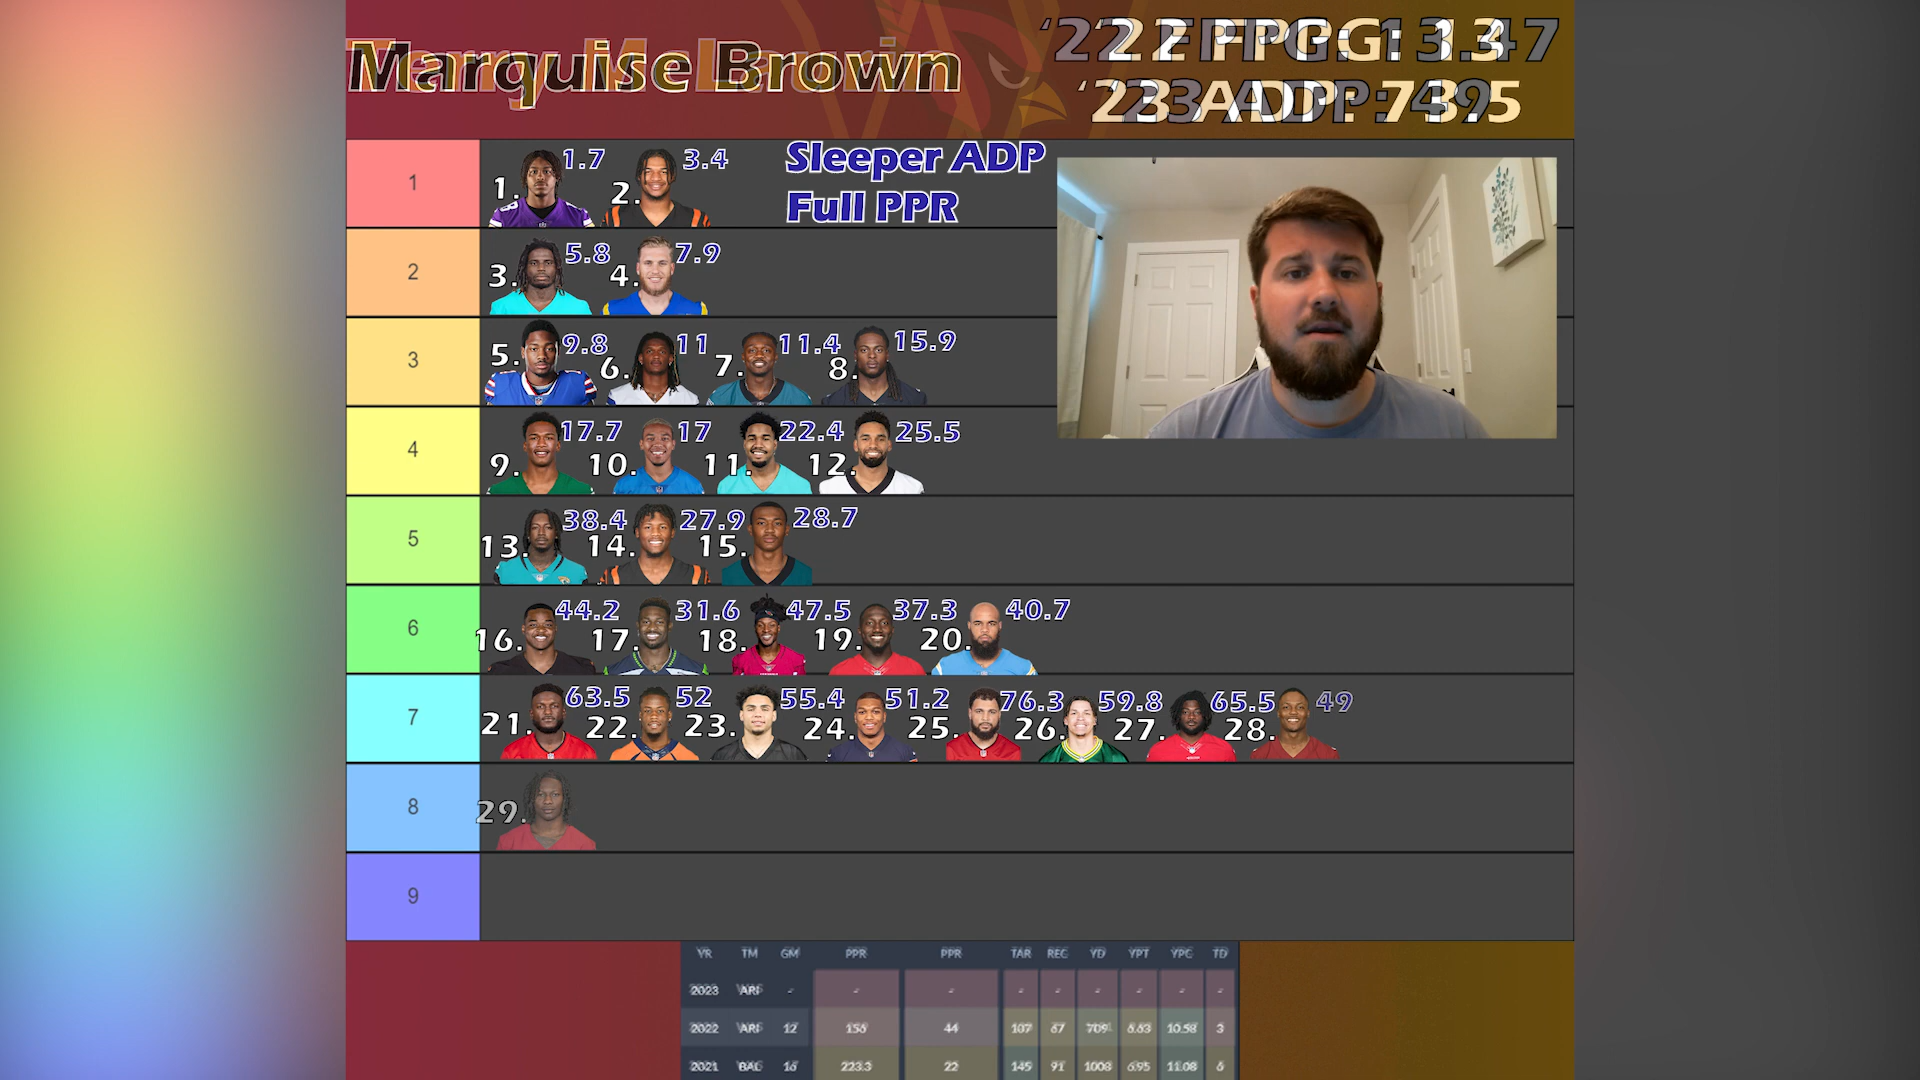 Marquise Brown
'22 FPPG: 13
'23 ADP: 73.5
Sleeper ADP
Full PPR
1
1. 1.7 2. 3.4
2
3. 5.8 4. 7.9
3
5. 9.8 6. 11 7. 11.4 8. 15.9
4
9. 17.7 10. 17 11. 22.4 12. 25.5
5
13. 38.4 14. 27.9 15. 28.7
6
16. 44.2 17. 31.6 18. 47.5 19. 37.3 20. 40.7
7
21. 63.5 22. 52 23. 55.4 24. 51.2 25. 76.3 26. 59.8 27. 65.5 28. 49
8
29.
9
YR TM GM PPR PPR TAR REC YD YPT YPC TD
2023 ARI - - - - - - - - -
2022 ARI 12 156 44 107 67 709 6.63 10.58 3
2021 BAL 16 223.3 22 145 91 1008 6.95 11.08 6